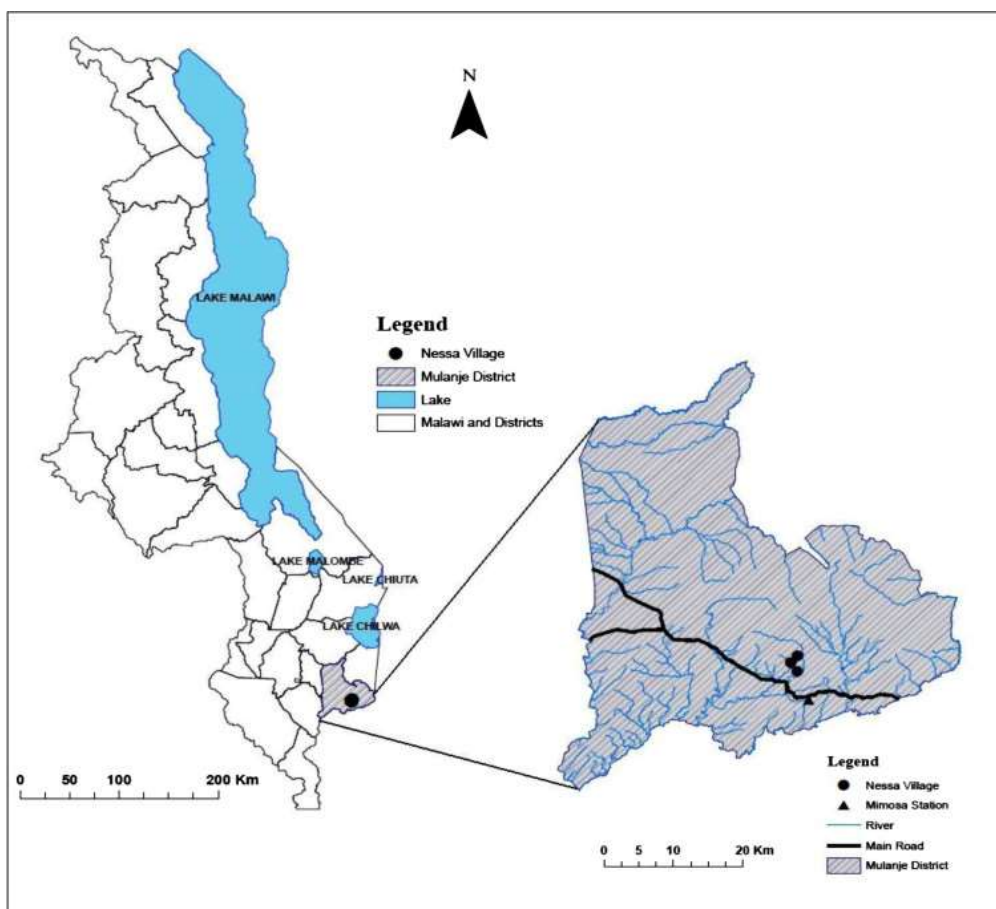 N
LAKE MALAWI
Legend
Nessa Village
Mulanje District
Lake
Malawi and Districts
LAKE MALOMBE
LAKE CHIUTA
LAKE CHILWA
0 50 100 200 Km
Legend
Nessa Village
Mimosa Station
River
Main Road
Mulanje District
0 5 10 20 Km